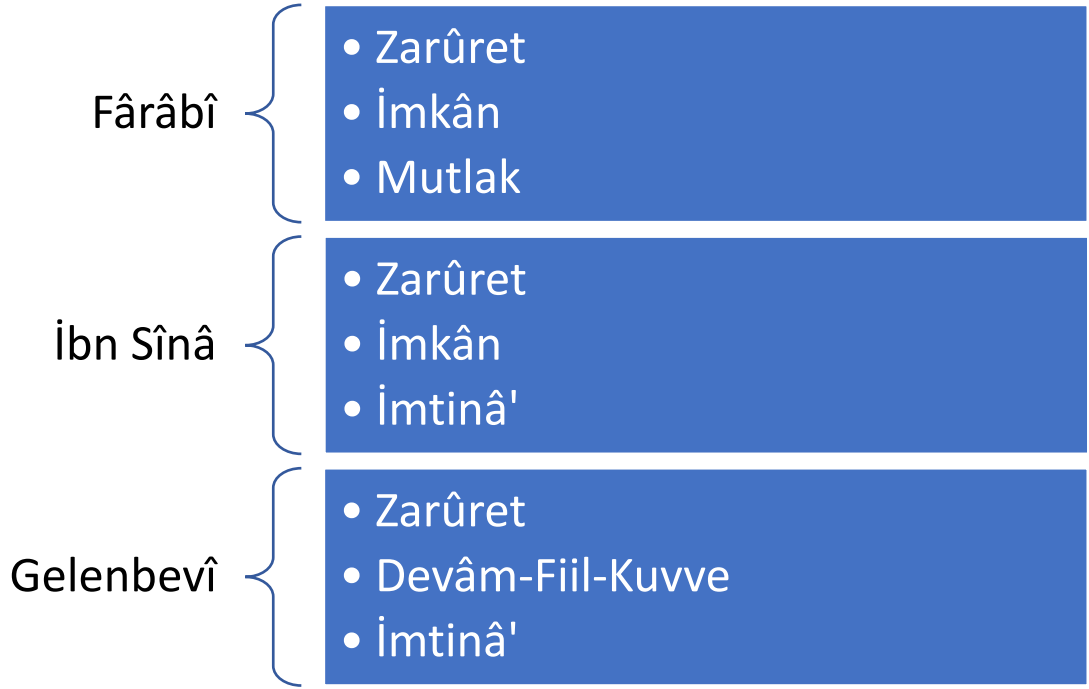 Fârâbî
• Zarûret
• İmkân
• Mutlak
İbn Sînâ
• Zarûret
• İmkân
• İmtinâ'
Gelenbevî
• Zarûret
• Devâm-Fiil-Kuvve
• İmtinâ'